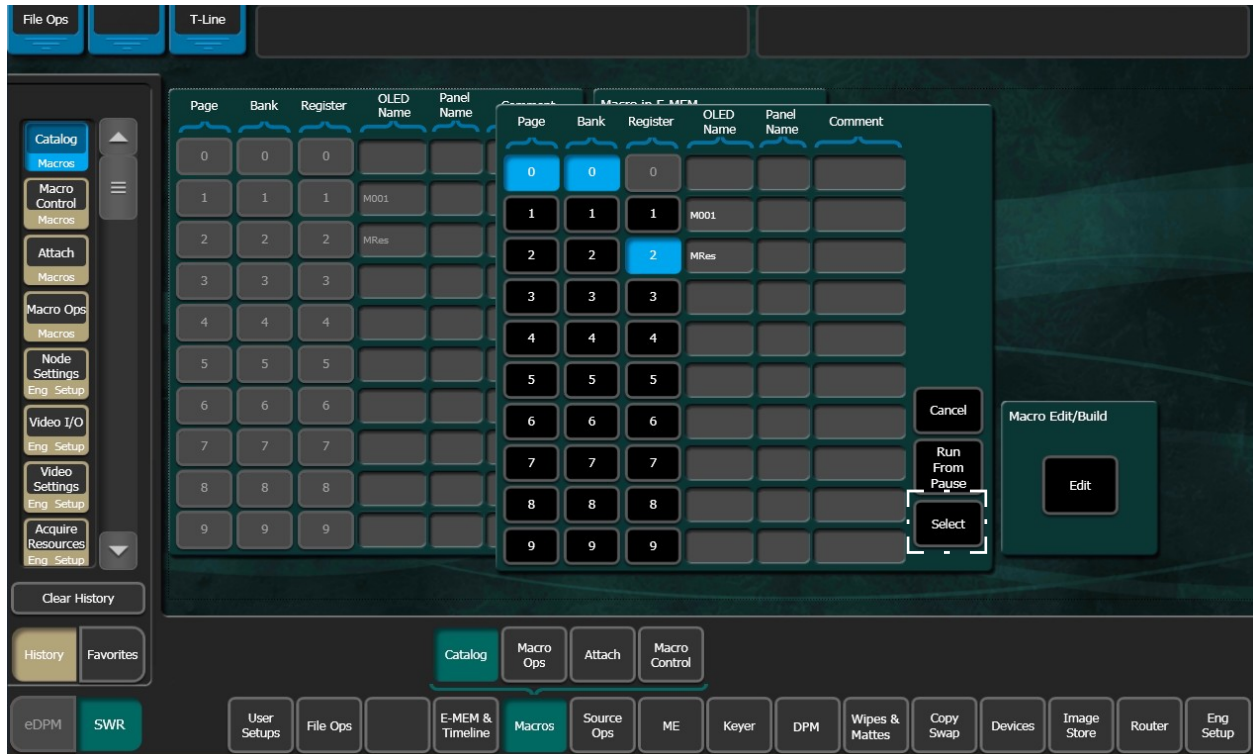 File Ops
T-Line
Catalog
Macros
Macro
Control
Macros
Attach
Macros
Macro Ops
Macros
Node
Settings
Eng Setup
Video I/O
Eng Setup
Video
Settings
Eng Setup
Acquire
Resources
Eng Setup
Clear History
History Favorites
eDPM SWR
Page Bank Register OLED Name Panel Name Comment Macro in E-MEM
0 0 0
1 1 1 M001
2 2 2 MRes
3 3 3
4 4 4
5 5 5
6 6 6
7 7 7
8 8 8
9 9 9
Page Bank Register OLED Name Panel Name Comment
0 0 0
1 1 1 M001
2 2 2 MRes
3 3 3
4 4 4
5 5 5
6 6 6
7 7 7
8 8 8
9 9 9
Cancel
Run
From
Pause
Select
Macro Edit/Build
Edit
Catalog Macro Ops Attach Macro Control
User Setups File Ops E-MEM & Timeline Macros Source Ops ME Keyer DPM Wipes & Mattes Copy Swap Devices Image Store Router Eng Setup